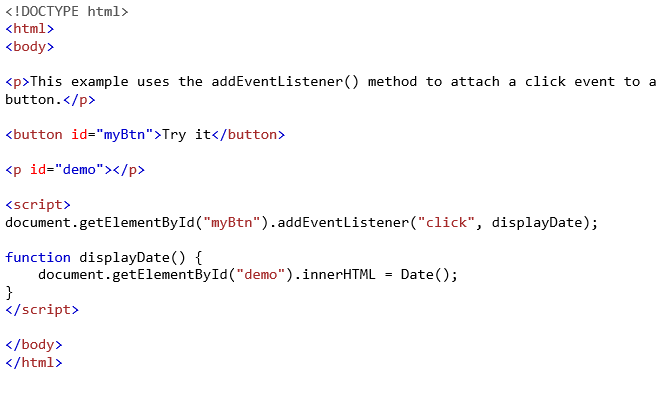 <!DOCTYPE html>
<html>
<body>

<p>This example uses the addEventListener() method to attach a click event to a
button.</p>

<button id="myBtn">Try it</button>

<p id="demo"></p>

<script>
document.getElementById("myBtn").addEventListener("click", displayDate);

function displayDate() {
    document.getElementById("demo").innerHTML = Date();
}
</script>

</body>
</html>